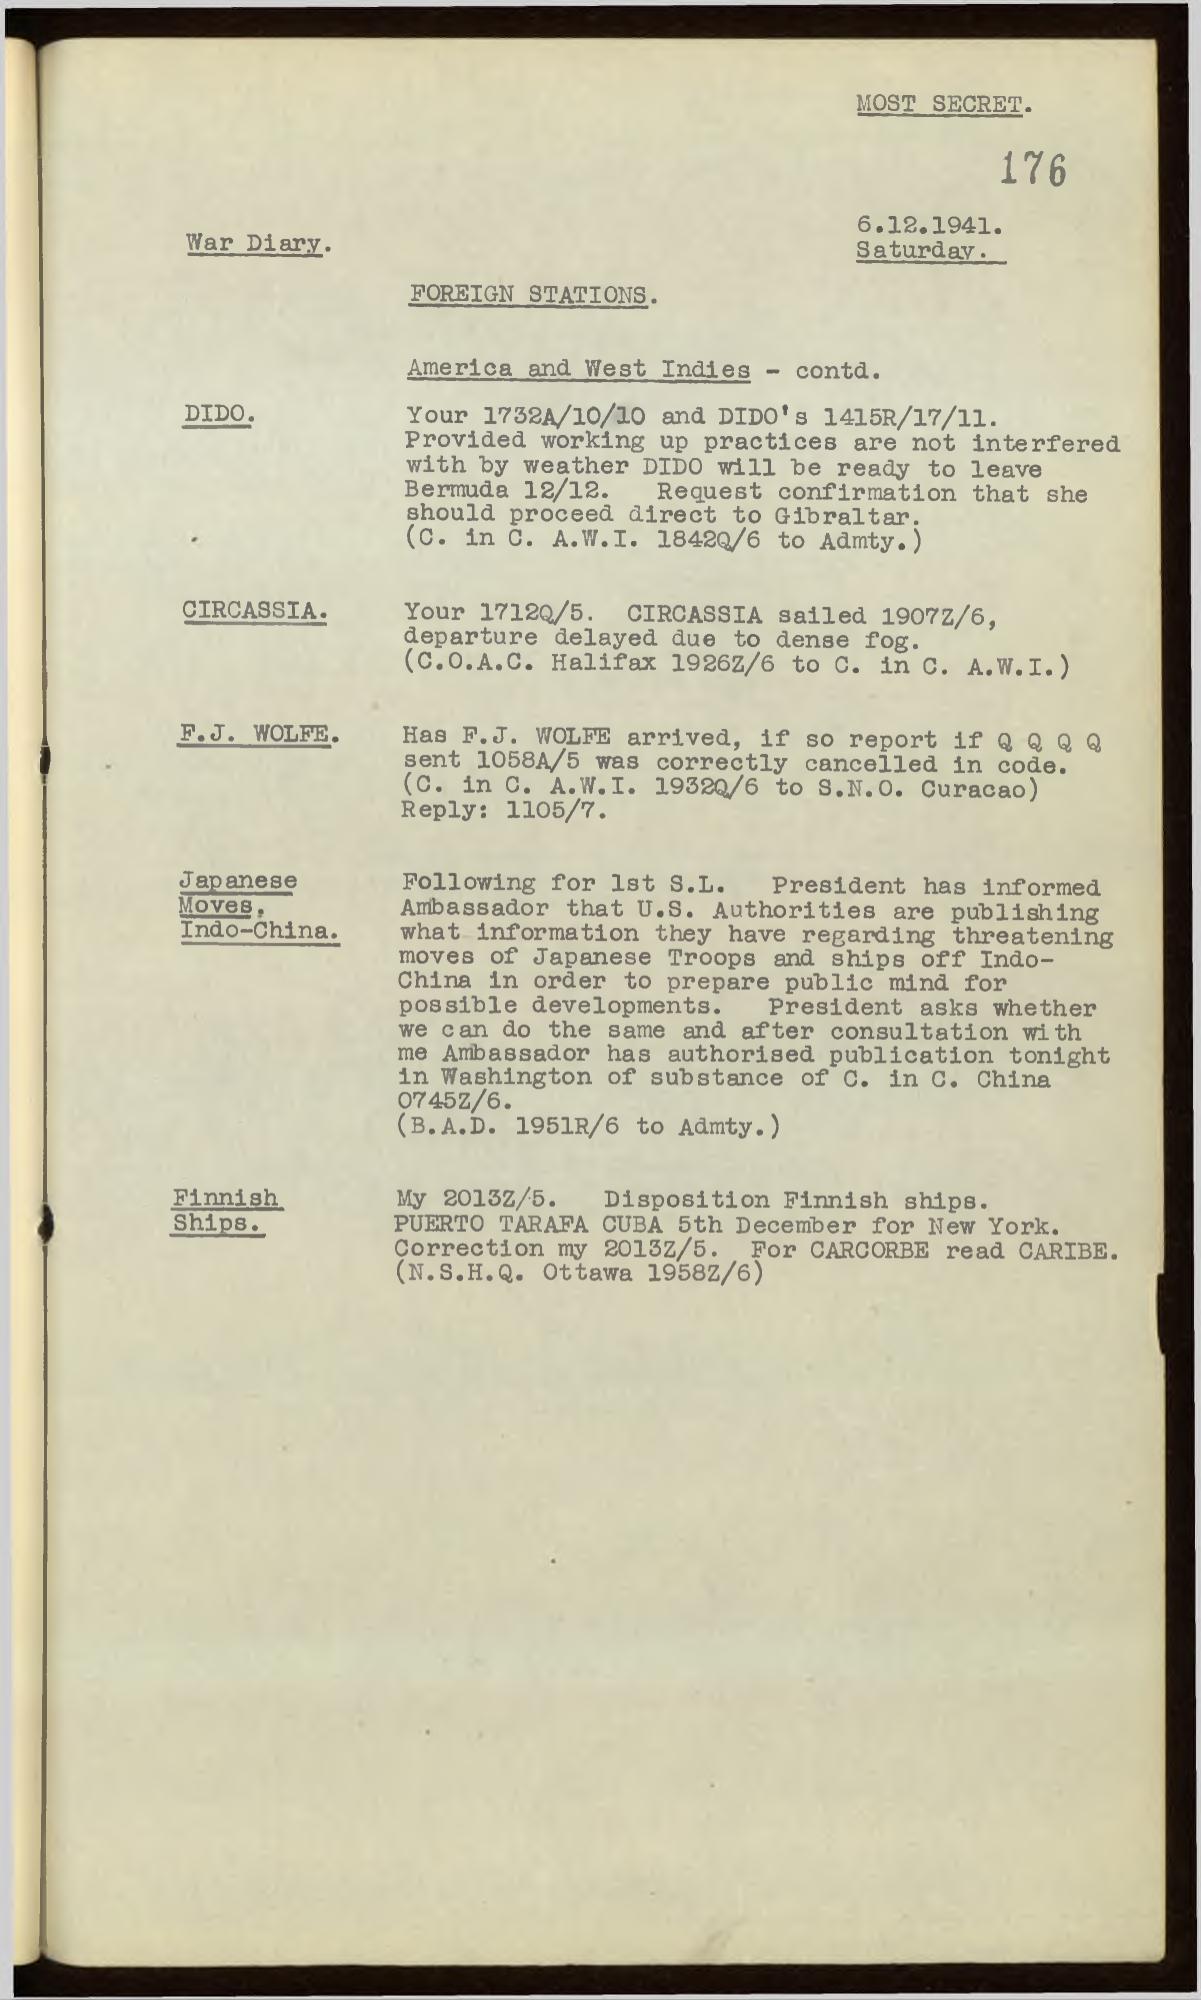 MOST SECRET.
176
6.12.1941.
War Diary.
Saturday.
FOREIGN STATIONS.
America and West Indies - contd.
DIDO.
Your 1732A/10/10 and DIDO's 1415R/17/11.
Provided working up practices are not interfered
with by weather DIDO will be ready to leave
Bermuda 12/12. Request confirmation that she
should proceed direct to Gibraltar.
(C. in C. A.W.I. 1842Q/6 to Admty.)
CIRCASSIA.
Your 1712Q/5. CIRCASSIA sailed 1907Z/6,
departure delayed due to dense fog.
(C.O.A.C. Halifax 1926Z/6 to C. in C. A.W.I.)
F.J. WOLFE.
Has F.J. WOLFE arrived, if so report if Q Q Q Q
sent 1058A/5 was correctly cancelled in code.
(C. in C. A.W.I. 1932Q/6 to S.N.O. Curacao)
Reply: 1105/7.
Japanese
Moves,
Indo-China.
Following for 1st S.L. President has informed
Ambassador that U.S. Authorities are publishing
what information they have regarding threatening
moves of Japanese Troops and ships off Indo-
China in order to prepare public mind for
possible developments. President asks whether
we can do the same and after consultation with
me Ambassador has authorised publication tonight
in Washington of substance of C. in C. China
0745Z/6.
(B.A.D. 1951R/6 to Admty.)
Finnish
Ships.
My 2013Z/5. Disposition Finnish ships.
PUERTO TARAFA CUBA 5th December for New York.
Correction my 2013Z/5. For CARCORBE read CARIBE.
(N.S.H.Q. Ottawa 1958Z/6)